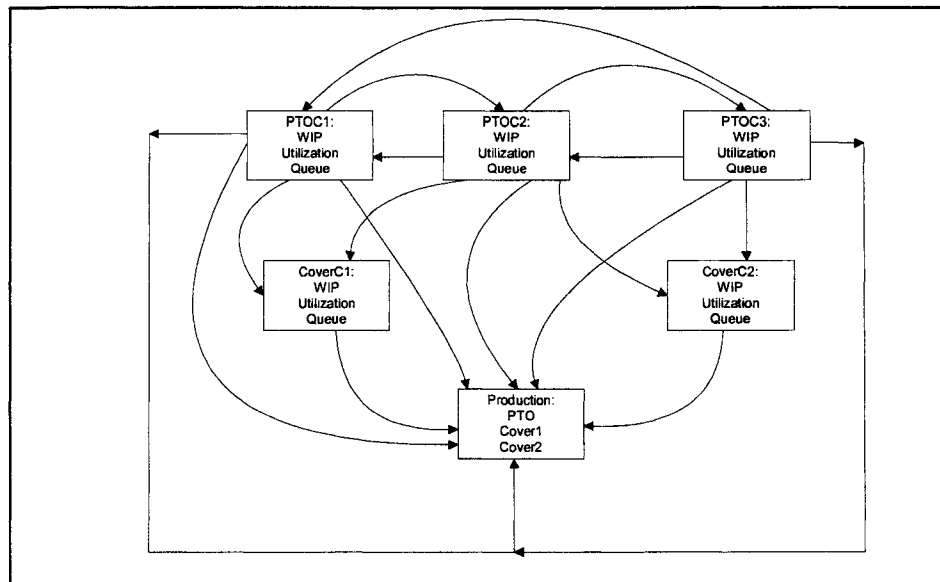 PTOC1:
WIP
Utilization
Queue
PTOC2:
WIP
Utilization
Queue
PTOC3:
WIP
Utilization
Queue
CoverC1:
WIP
Utilization
Queue
CoverC2:
WIP
Utilization
Queue
Production:
PTO
Cover1
Cover2